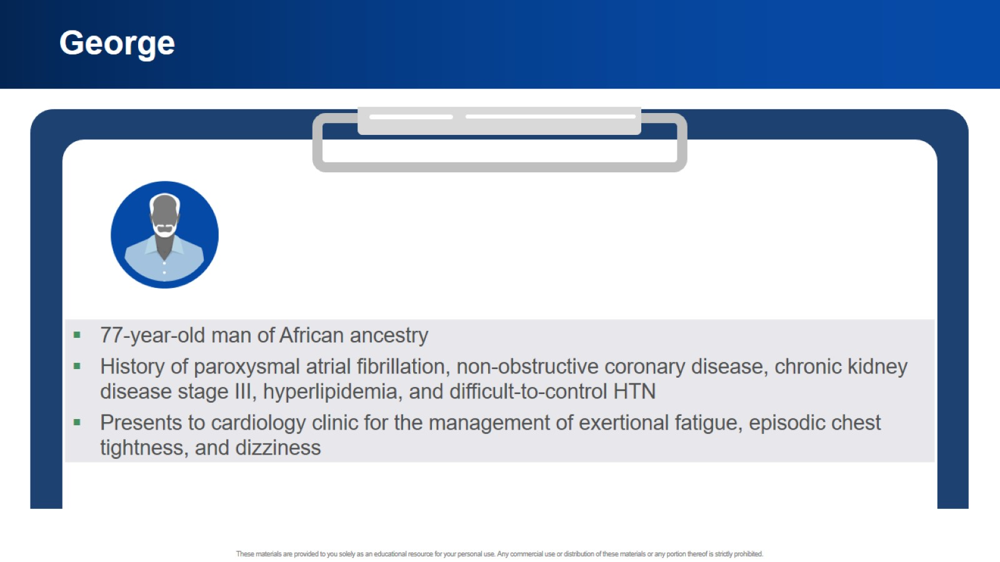 George
▪ 77-year-old man of African ancestry
▪ History of paroxysmal atrial fibrillation, non-obstructive coronary disease, chronic kidney
disease stage III, hyperlipidemia, and difficult-to-control HTN
▪ Presents to cardiology clinic for the management of exertional fatigue, episodic chest
tightness, and dizziness
These materials are provided to you solely as an educational resource for your personal use. Any commercial use or distribution of these materials or any portion thereof is strictly prohibited.